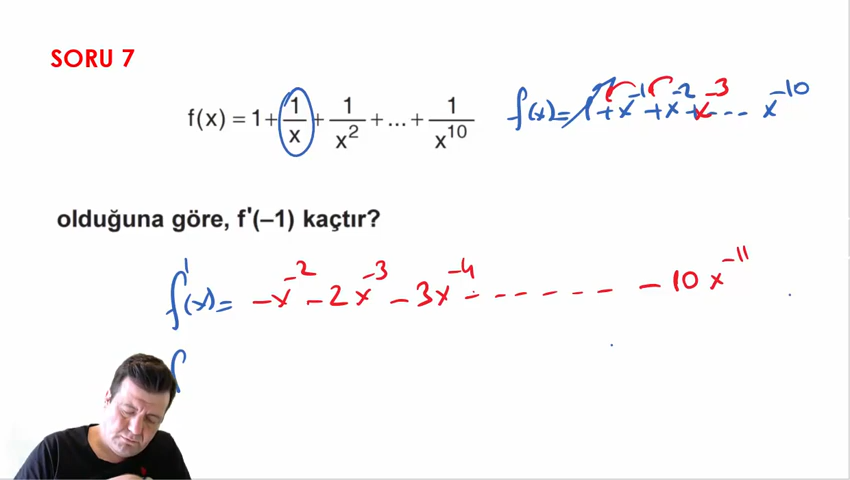 SORU 7
f(x) = 1 + 1/x + 1/x² + ... + 1/x¹⁰
f(x) = 1 + x⁻¹ + x⁻² + x⁻³ ... x⁻¹⁰
olduğuna göre, f'(–1) kaçtır?
f'(x) = -x⁻² - 2x⁻³ - 3x⁻⁴ - - - - - - - 10x⁻¹¹
f